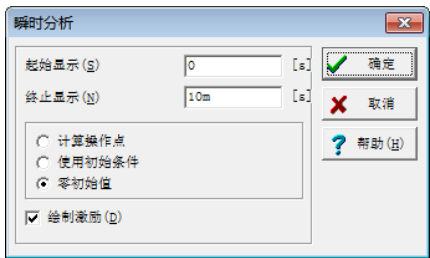 瞬时分析
起始显示(S) 0 [s]
终止显示(N) 10m [s]
计算操作点
使用初始条件
零初始值
绘制激励(D)
确定
取消
帮助(H)